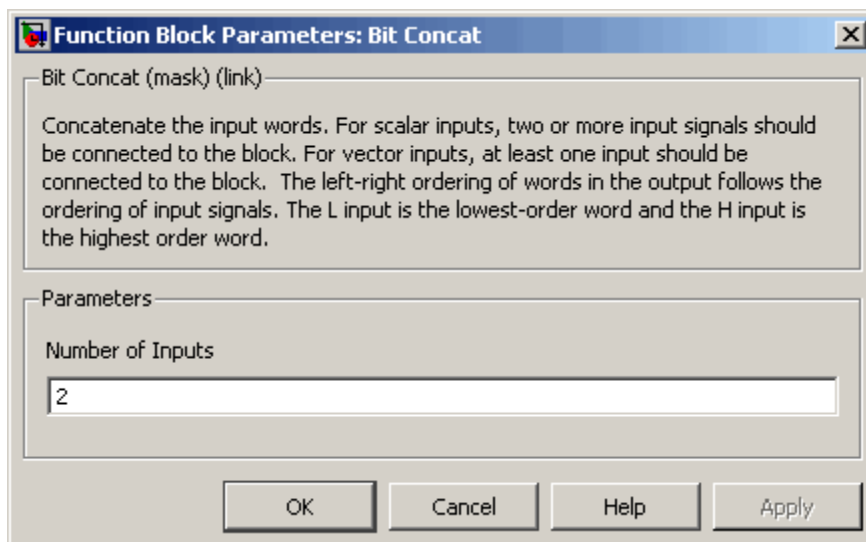 Function Block Parameters: Bit Concat
Bit Concat (mask) (link)
Concatenate the input words. For scalar inputs, two or more input signals should
be connected to the block. For vector inputs, at least one input should be
connected to the block.  The left-right ordering of words in the output follows the
ordering of input signals. The L input is the lowest-order word and the H input is
the highest order word.
Parameters
Number of Inputs
2
OK Cancel Help Apply